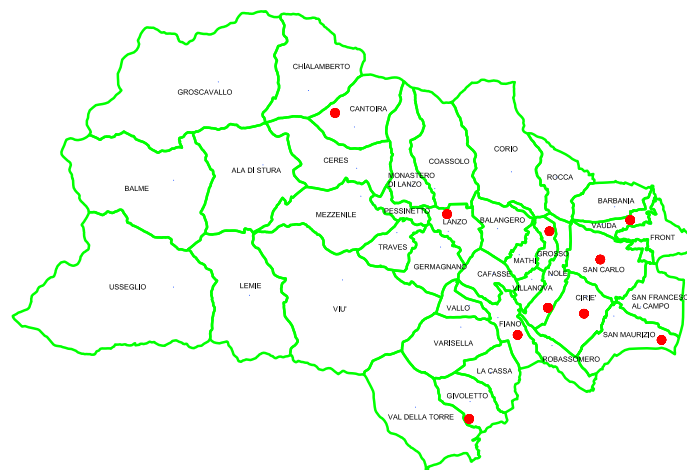 CHIALAMBERTO
GROSCAVALLO
CANTOIRA
CORIO
CERES
COASSOLO
ALA DI STURA
MONASTERO
DI LANZO
ROCCA
BALME
BARBANIA
MEZZENILE
PESSINETTO
LANZO
BALANGERO
VAUDA
TRAVES
GROSSO
FRONT
GERMAGNANO
MATHI
SAN CARLO
CAFASSE
NOLE
USSEGLIO
LEMIE
VILLANOVA
CIRIE'
SAN FRANCESC
AL CAMPO
VIU'
VALLO
FIANO
SAN MAURIZIO
VARISELLA
ROBASSOMERO
LA CASSA
GIVOLETTO
VAL DELLA TORRE